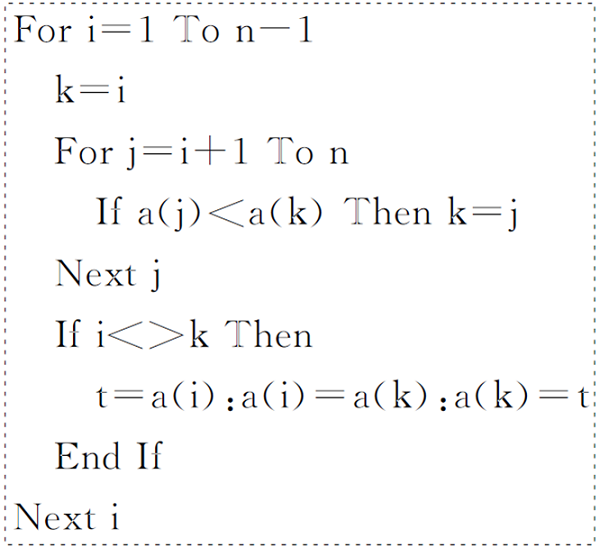 For i=1 To n-1
k=i
For j=i+1 To n
If a(j)<a(k) Then k=j
Next j
If i<>k Then
t=a(i):a(i)=a(k):a(k)=t
End If
Next i